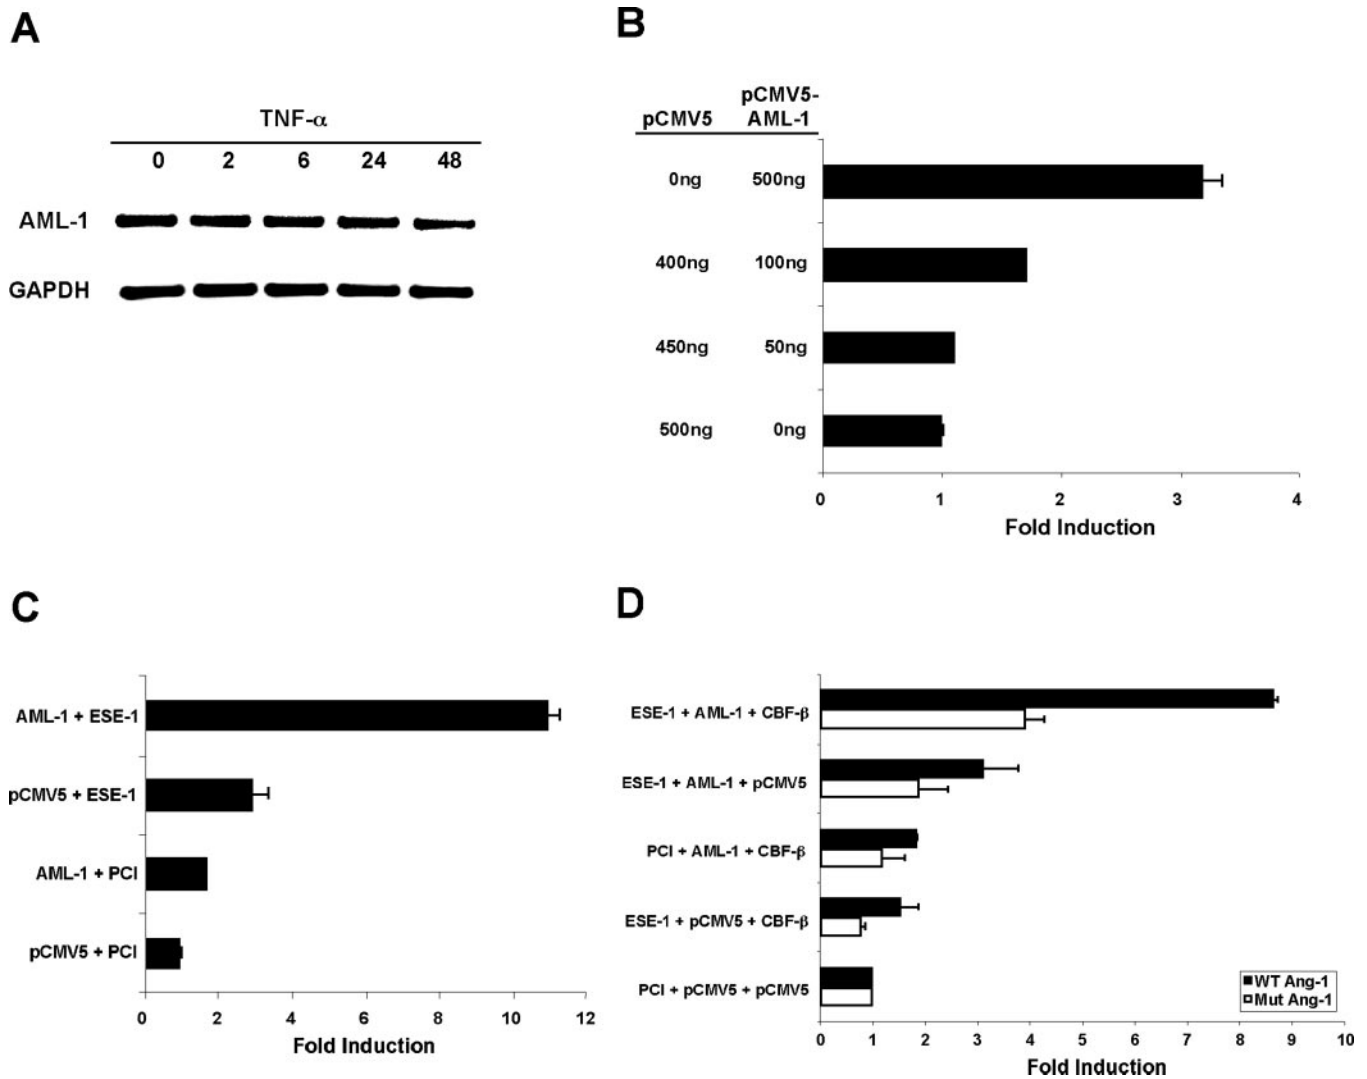 A
TNF-α
0 2 6 24 48
AML-1
GAPDH
B
pCMV5 pCMV5-
AML-1
0ng 500ng
400ng 100ng
450ng 50ng
500ng 0ng
0 1 2 3 4
Fold Induction
C
AML-1 + ESE-1
pCMV5 + ESE-1
AML-1 + PCI
pCMV5 + PCI
0 2 4 6 8 10 12
Fold Induction
D
ESE-1 + AML-1 + CBF-β
ESE-1 + AML-1 + pCMV5
PCI + AML-1 + CBF-β
ESE-1 + pCMV5 + CBF-β
PCI + pCMV5 + pCMV5
WT Ang-1
Mut Ang-1
0 1 2 3 4 5 6 7 8 9 10
Fold Induction